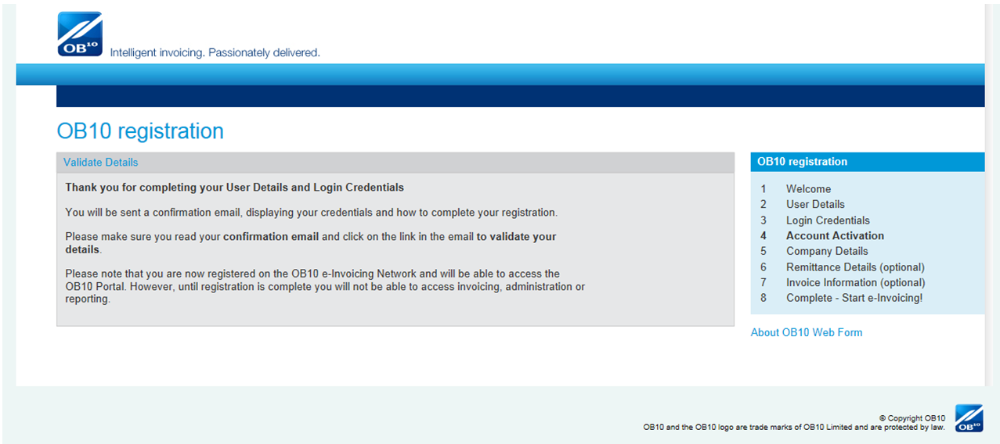 OB10
Intelligent invoicing. Passionately delivered.
OB10 registration
Validate Details
Thank you for completing your User Details and Login Credentials
You will be sent a confirmation email, displaying your credentials and how to complete your registration.
Please make sure you read your confirmation email and click on the link in the email to validate your
details.
Please note that you are now registered on the OB10 e-Invoicing Network and will be able to access the
OB10 Portal. However, until registration is complete you will not be able to access invoicing, administration or
reporting.
OB10 registration
1 Welcome
2 User Details
3 Login Credentials
4 Account Activation
5 Company Details
6 Remittance Details (optional)
7 Invoice Information (optional)
8 Complete - Start e-Invoicing!
About OB10 Web Form
© Copyright OB10
OB10 and the OB10 logo are trade marks of OB10 Limited and are protected by law.
OB10